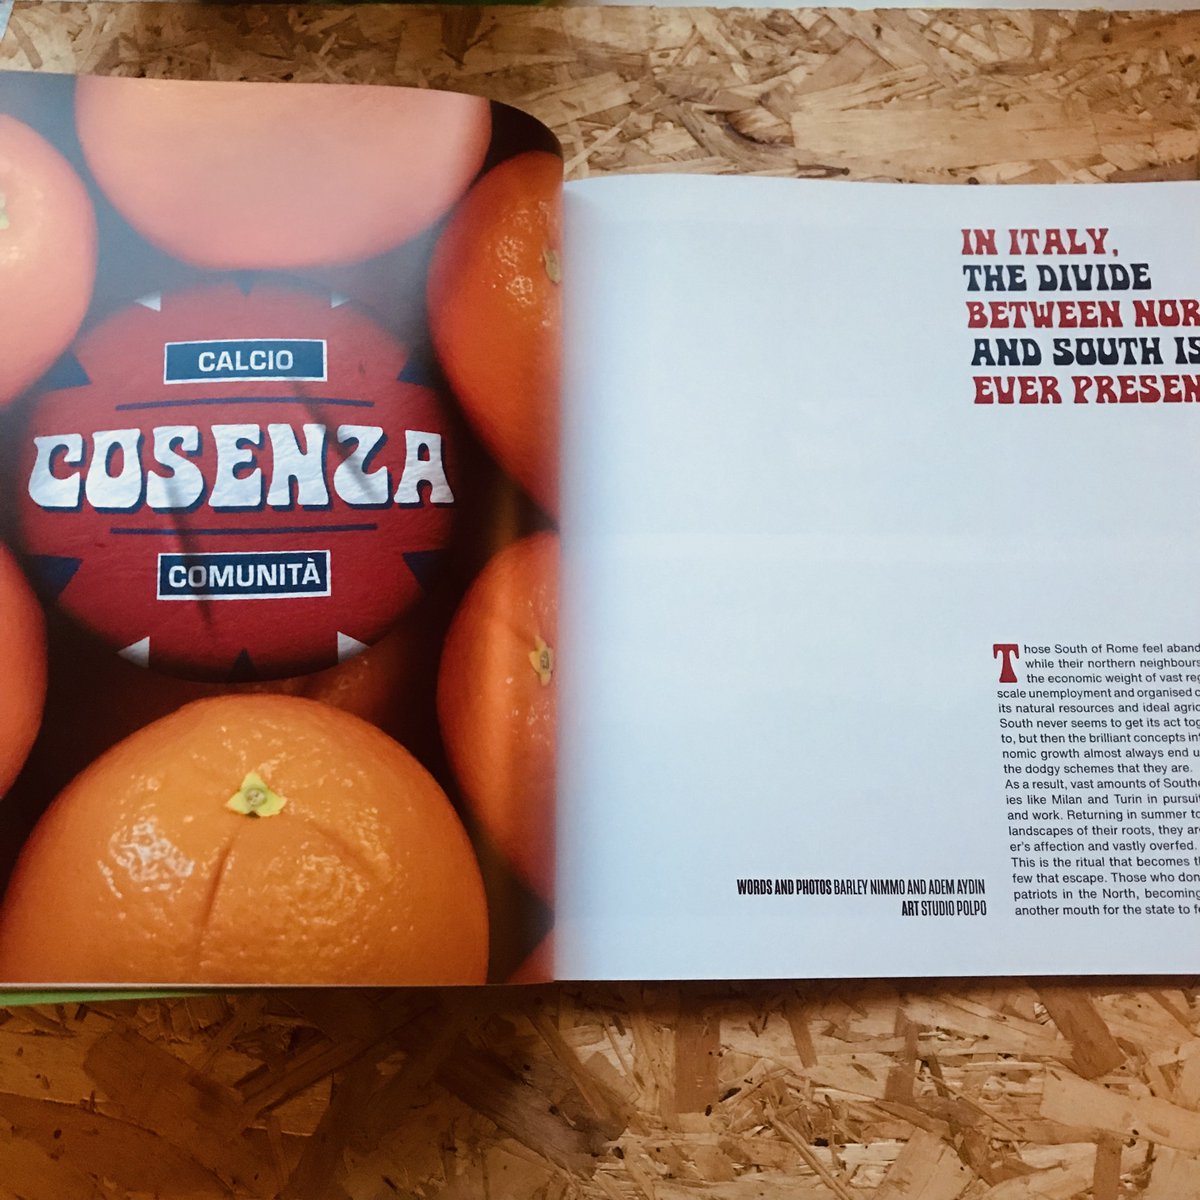 CALCIO
COSENZA
COMUNITÀ
IN ITALY,
THE DIVIDE
BETWEEN NOR
AND SOUTH IS
EVER PRESEN
WORDS AND PHOTOS BARLEY NIMMO AND ADEM AYDIN
ART STUDIO POLPO
Those South of Rome feel aband
while their northern neighbours
the economic weight of vast reg
scale unemployment and organised c
its natural resources and ideal agric
South never seems to get its act tog
to, but then the brilliant concepts int
nomic growth almost always end u
the dodgy schemes that they are.
As a result, vast amounts of Southe
ies like Milan and Turin in pursuit
and work. Returning in summer to
landscapes of their roots, they ar
er's affection and vastly overfed.
This is the ritual that becomes t
few that escape. Those who don
patriots in the North, becoming
another mouth for the state to fe